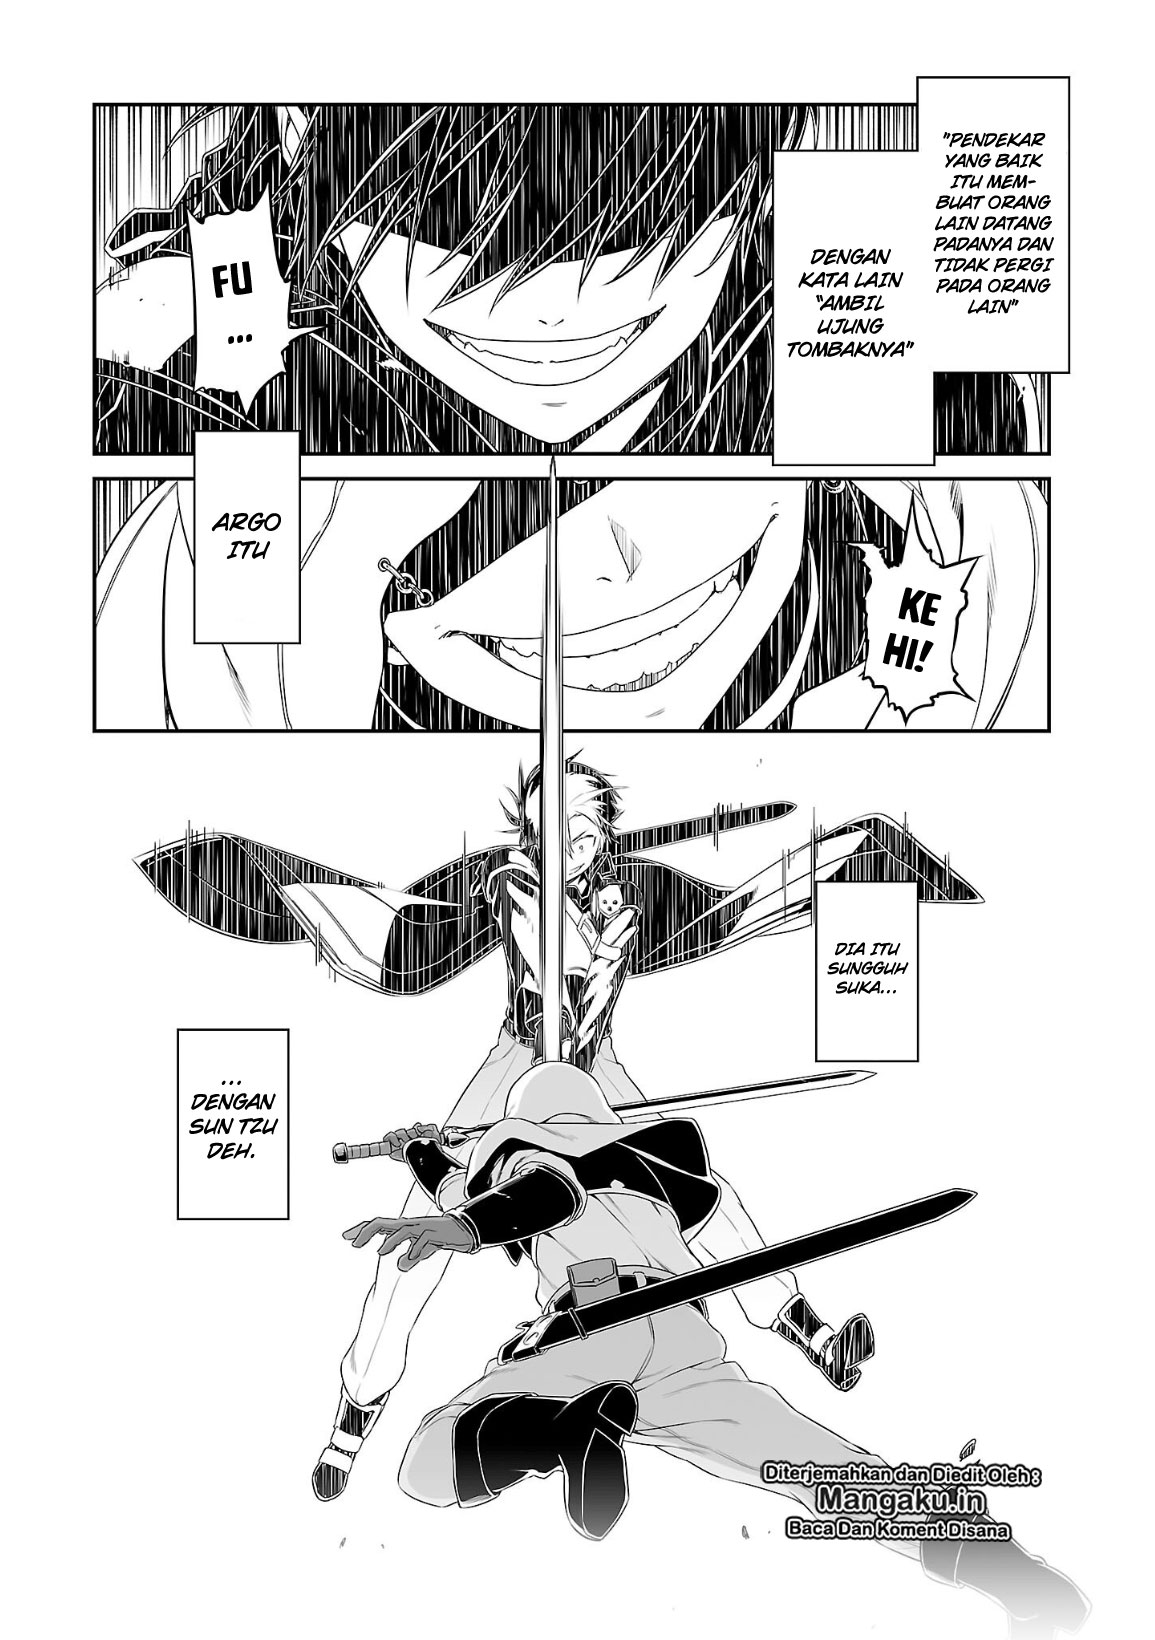 "PENDEKAR
YANG BAIK
ITU MEM-
BUAT ORANG
LAIN DATANG
PADANYA DAN
TIDAK PERGI
PADA ORANG
LAIN"
DENGAN
KATA LAIN
"AMBIL
UJUNG
TOMBAKNYA"
FU
...
ARGO
ITU
KE
HI!
DIA ITU
SUNGGUH
SUKA...
...
DENGAN
SUN TZU
DEH.
Diterjemahkan dan Diedit Oleh:
Mangaku.in
Baca Dan Koment Disana